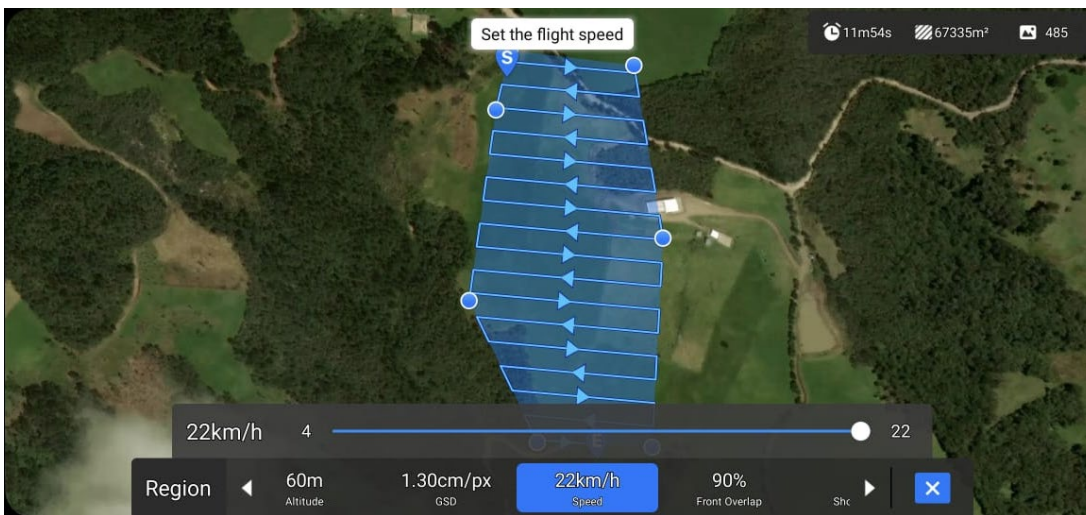 Set the flight speed
11m54s 67335m² 485
S
E
22km/h 4 22
Region 60m 1.30cm/px 22km/h 90%
Altitude GSD Speed Front Overlap Shc